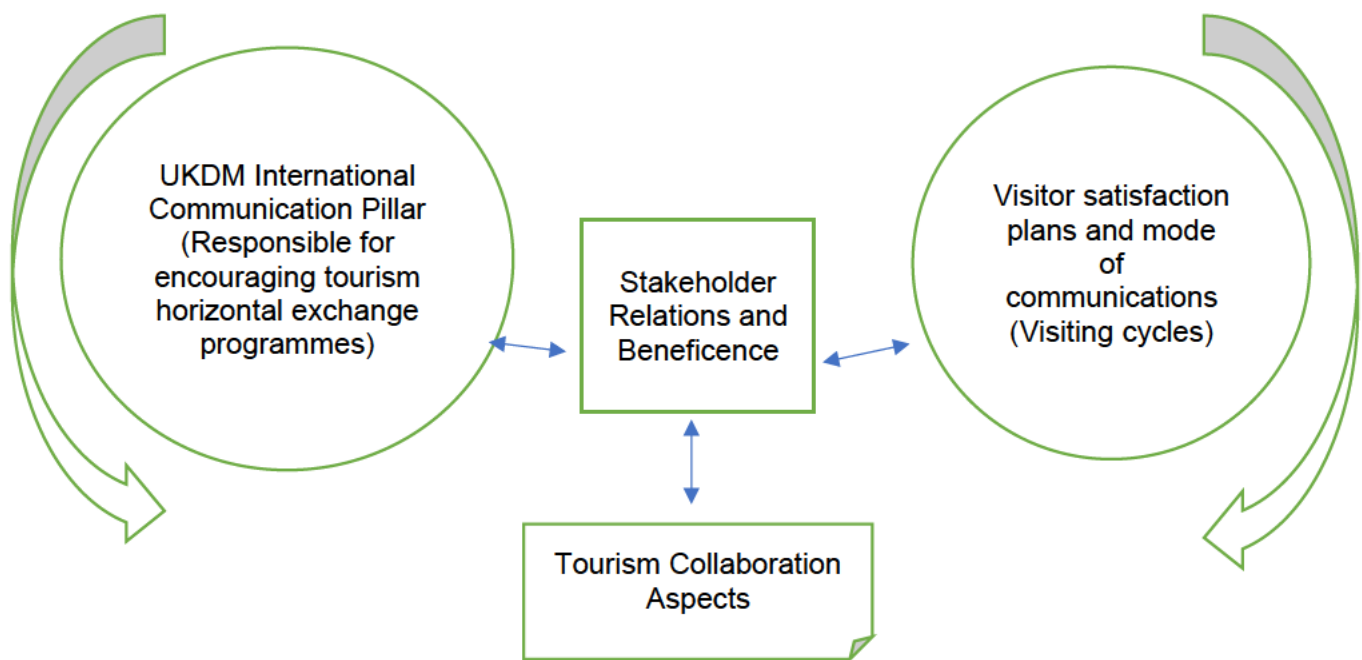 UKDM International
Communication Pillar
(Responsible for
encouraging tourism
horizontal exchange
programmes)
Stakeholder
Relations and
Beneficence
Visitor satisfaction
plans and mode
of
communications
(Visiting cycles)
Tourism Collaboration
Aspects